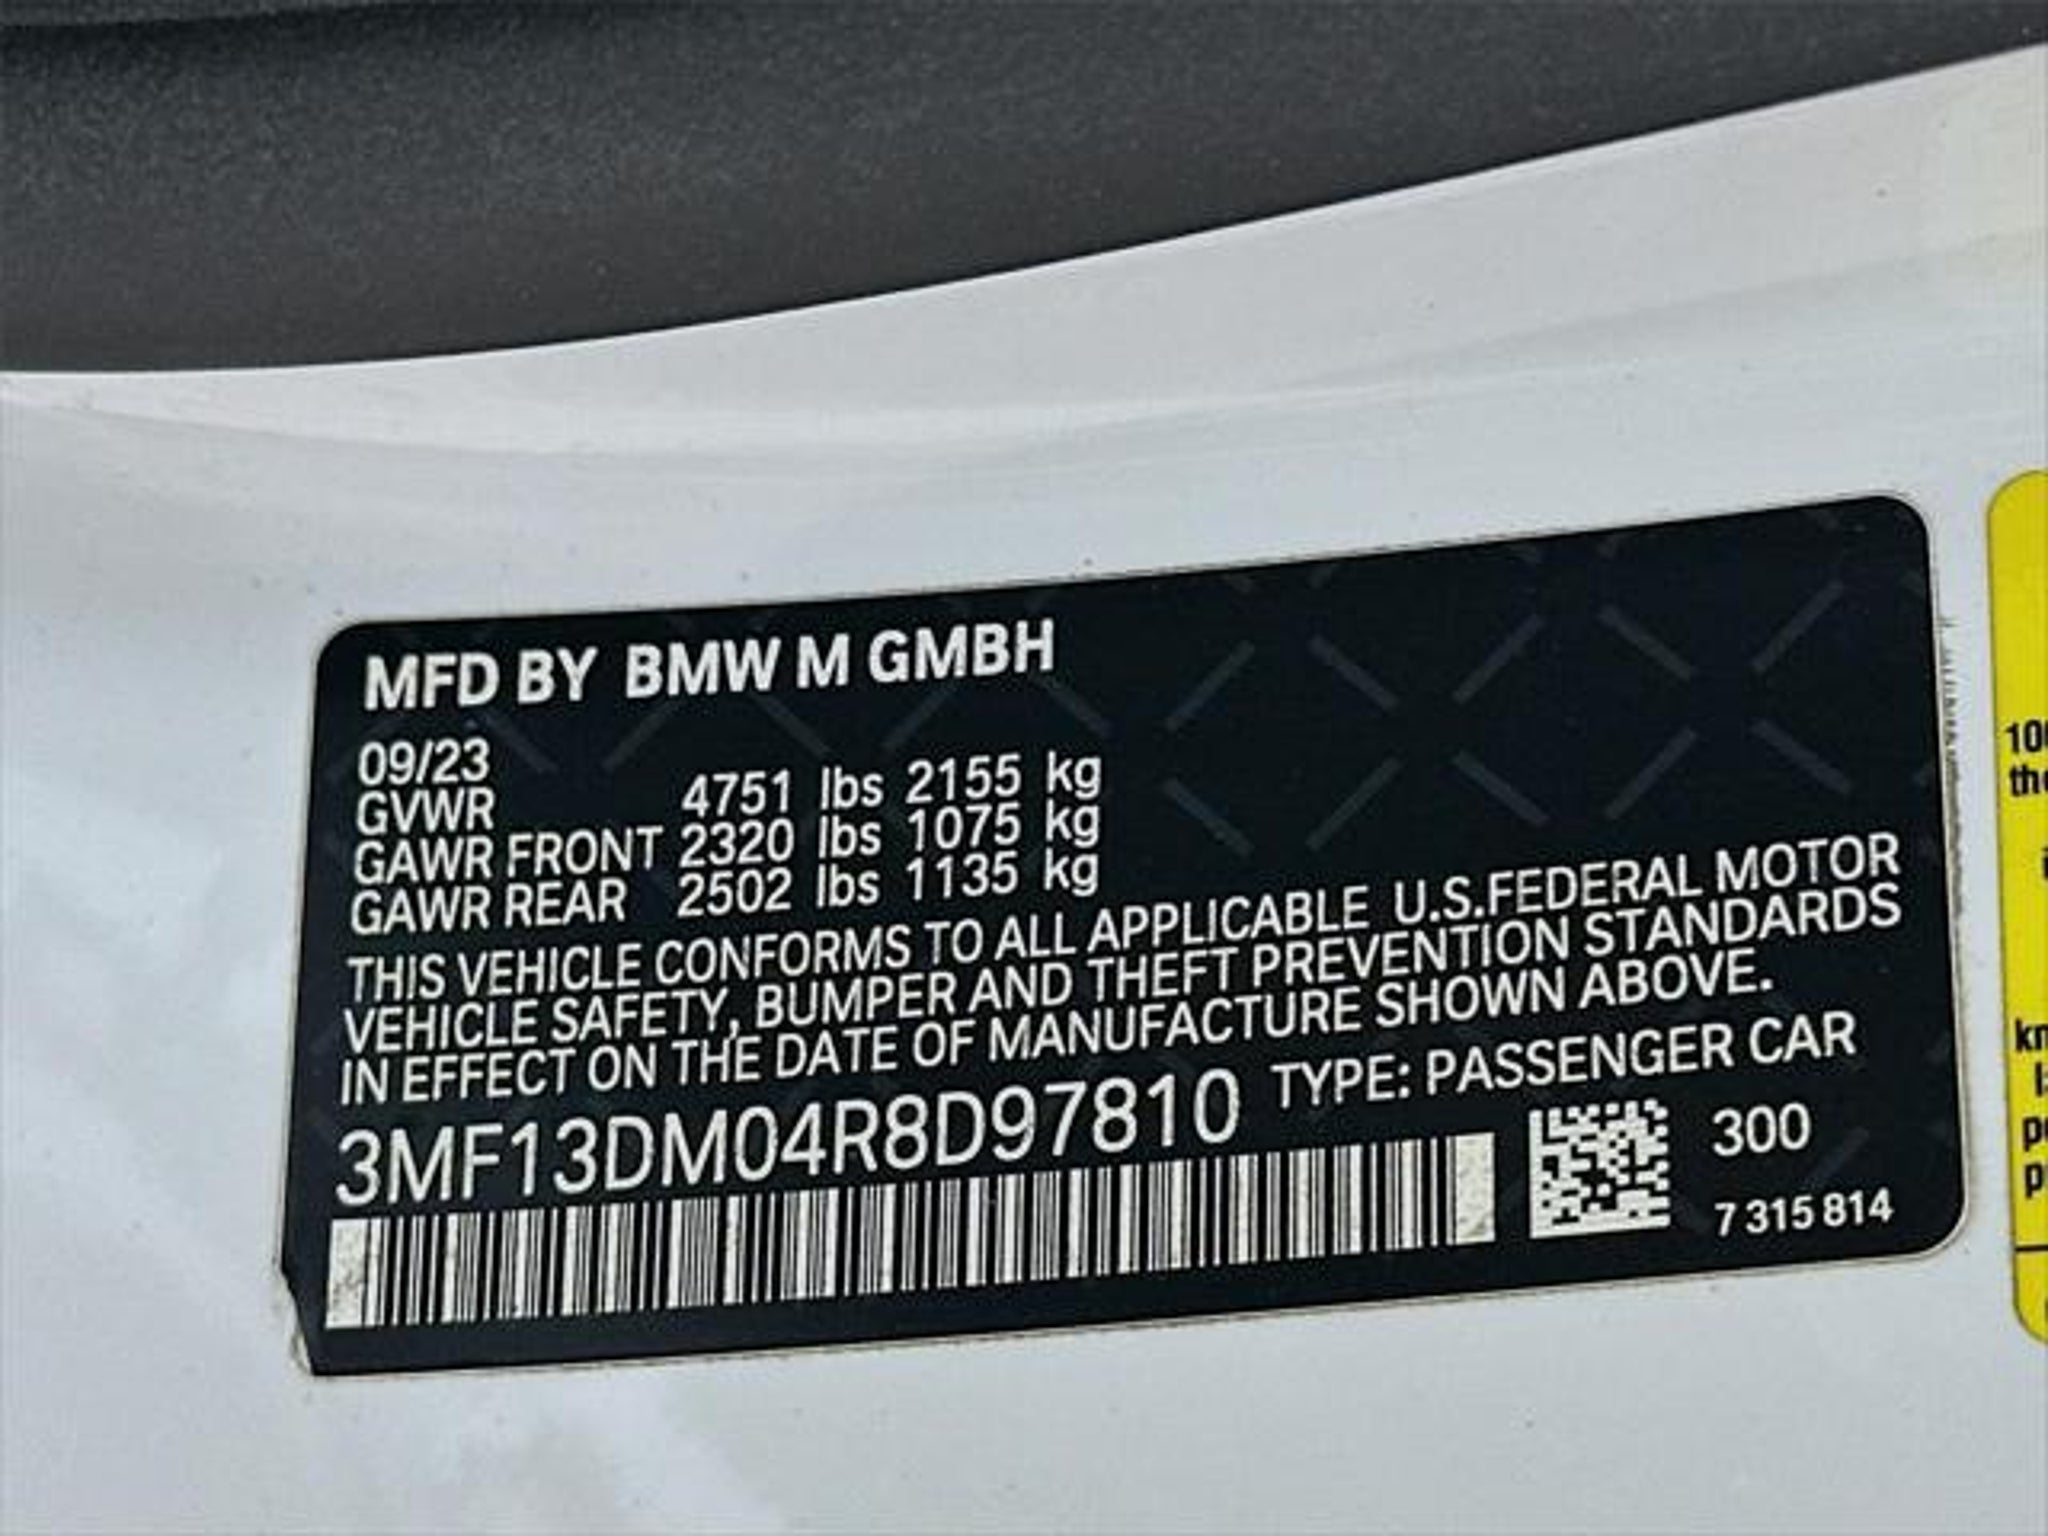 MFD BY BMW M GMBH
09/23
GVWR 4751 lbs 2155 kg
GAWR FRONT 2320 lbs 1075 kg
GAWR REAR 2502 lbs 1135 kg
THIS VEHICLE CONFORMS TO ALL APPLICABLE U.S.FEDERAL MOTOR
VEHICLE SAFETY, BUMPER AND THEFT PREVENTION STANDARDS
IN EFFECT ON THE DATE OF MANUFACTURE SHOWN ABOVE.
3MF13DM04R8D97810 TYPE: PASSENGER CAR
300
7 315 814